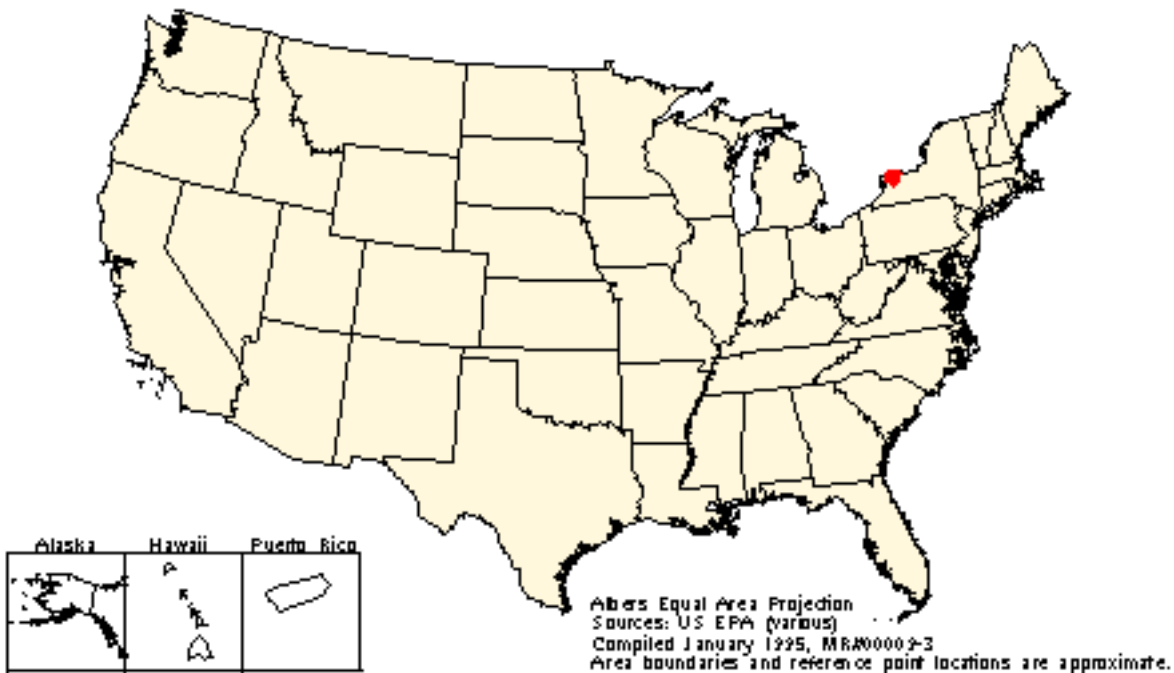 Alaska Hawaii Puerto Rico
Albers Equal Area Projection
Sources: US EPA (various)
Compiled January 1995, MR#00009-3
Area boundaries and reference point locations are approximate.